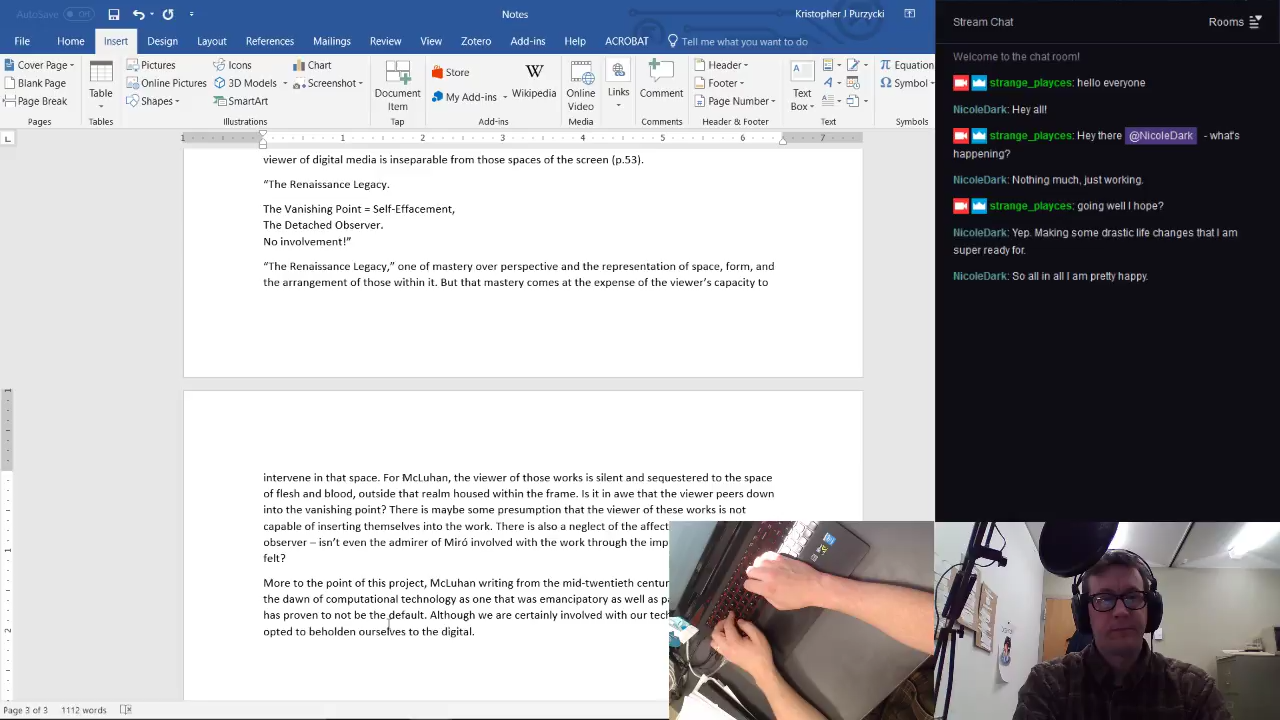 AutoSave Off
Notes
Kristopher J Purzycki
File Home Insert Design Layout References Mailings Review View Zotero Add-ins Help ACROBAT Tell me what you want to do
Cover Page
Blank Page
Page Break
Pages
Table
Tables
Pictures
Shapes
Icons
3D Models
SmartArt
Chart
Screenshot
Illustrations
Document
Item
Store
My Add-ins
W
Wikipedia
Add-ins
Online
Video
Media
Links
Comment
Comments
Header
Footer
Page Number
Header & Footer
A
Text
Box
Text
Equation
Symbol
Symbols
1 1 2 3 4 5 6 7
viewer of digital media is inseparable from those spaces of the screen (p.53).
“The Renaissance Legacy.
The Vanishing Point = Self-Effacement,
The Detached Observer.
No involvement!”
“The Renaissance Legacy,” one of mastery over perspective and the representation of space, form, and
the arrangement of those within it. But that mastery comes at the expense of the viewer’s capacity to
intervene in that space. For McLuhan, the viewer of those works is silent and sequestered to the space
of flesh and blood, outside that realm housed within the frame. Is it in awe that the viewer peers down
into the vanishing point? There is maybe some presumption that the viewer of these works is not
capable of inserting themselves into the work. There is also a neglect of the affect
observer – isn’t even the admirer of Miró involved with the work through the imp
felt?
More to the point of this project, McLuhan writing from the mid-twentieth centur
the dawn of computational technology as one that was emancipatory as well as pa
has proven to not be the default. Although we are certainly involved with our tech
opted to beholden ourselves to the digital.
Page 3 of 3 1112 words
Stream Chat
Rooms
Welcome to the chat room!
strange_playces: hello everyone
NicoleDark: Hey all!
strange_playces: Hey there @NicoleDark - what's
happening?
NicoleDark: Nothing much, just working.
strange_playces: going well I hope?
NicoleDark: Yep. Making some drastic life changes that I am
super ready for.
NicoleDark: So all in all I am pretty happy.